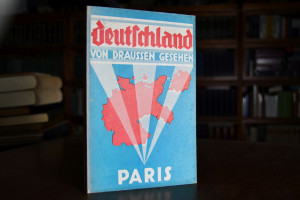 deutschland
VON DRAUSSEN GESEHEN
PARIS